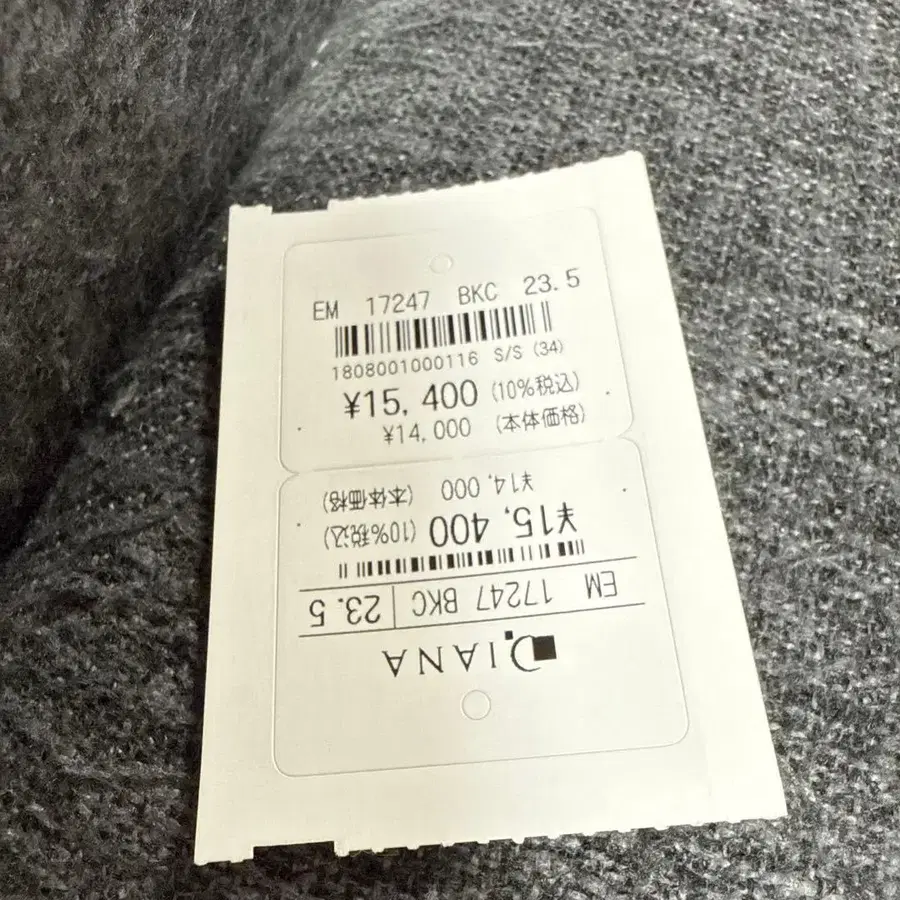 EM 17247 BKC 23.5
1808001000116 S/S (34)
¥15,400 (10%税込)
¥14,000 (本体価格)
DIANA
EM 17247 BKC 23.5
¥15,400 (10%税込)
¥14,000 (本体価格)